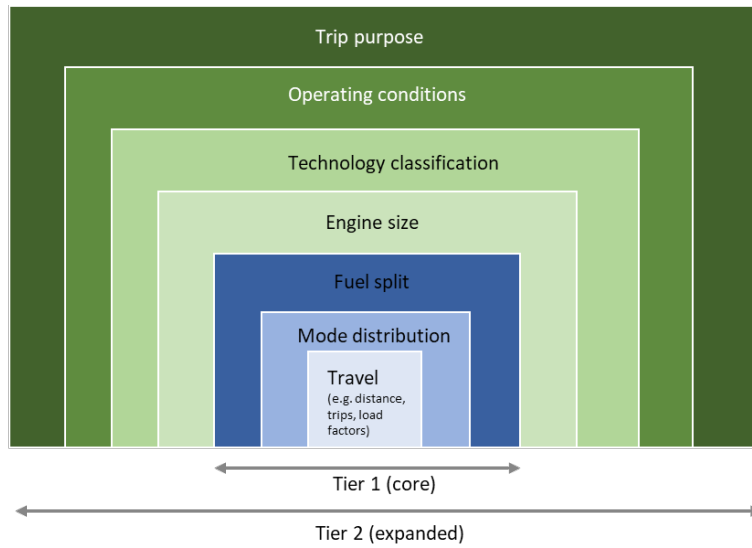 Trip purpose
Operating conditions
Technology classification
Engine size
Fuel split
Mode distribution
Travel
(e.g. distance,
trips, load
factors)
Tier 1 (core)
Tier 2 (expanded)